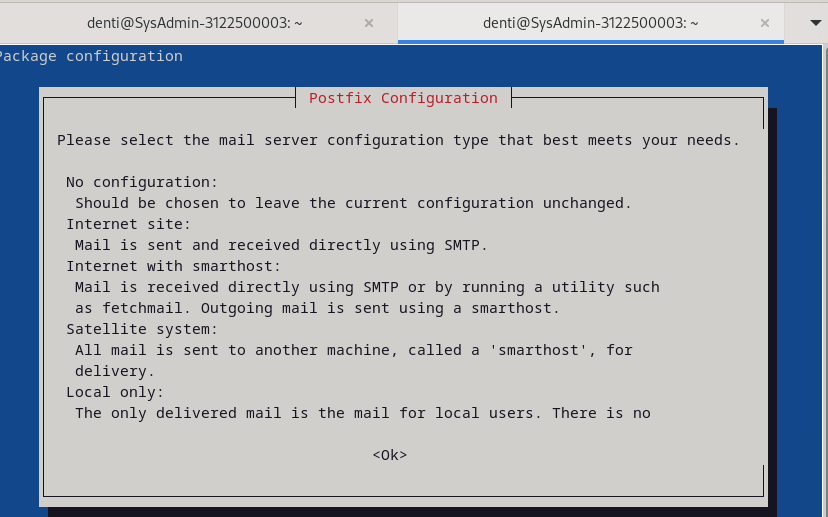 denti@SysAdmin-3122500003: ~ × denti@SysAdmin-3122500003: ~ ×
Package configuration
Postfix Configuration
Please select the mail server configuration type that best meets your needs.
No configuration:
Should be chosen to leave the current configuration unchanged.
Internet site:
Mail is sent and received directly using SMTP.
Internet with smarthost:
Mail is received directly using SMTP or by running a utility such
as fetchmail. Outgoing mail is sent using a smarthost.
Satellite system:
All mail is sent to another machine, called a 'smarthost', for
delivery.
Local only:
The only delivered mail is the mail for local users. There is no
<Ok>